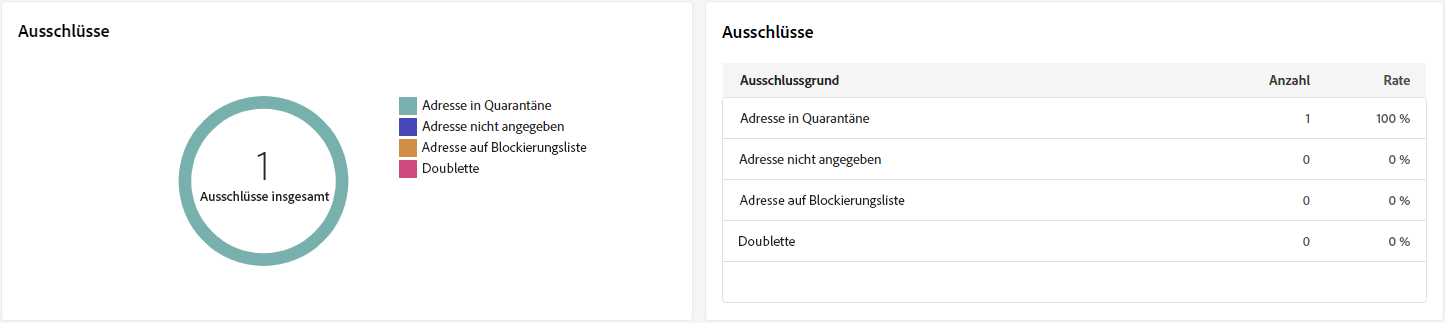 Ausschlüsse
1
Ausschlüsse insgesamt
Adresse in Quarantäne
Adresse nicht angegeben
Adresse auf Blockierungsliste
Doublette
Ausschlüsse
Ausschlussgrund Anzahl Rate
Adresse in Quarantäne 1 100 %
Adresse nicht angegeben 0 0 %
Adresse auf Blockierungsliste 0 0 %
Doublette 0 0 %